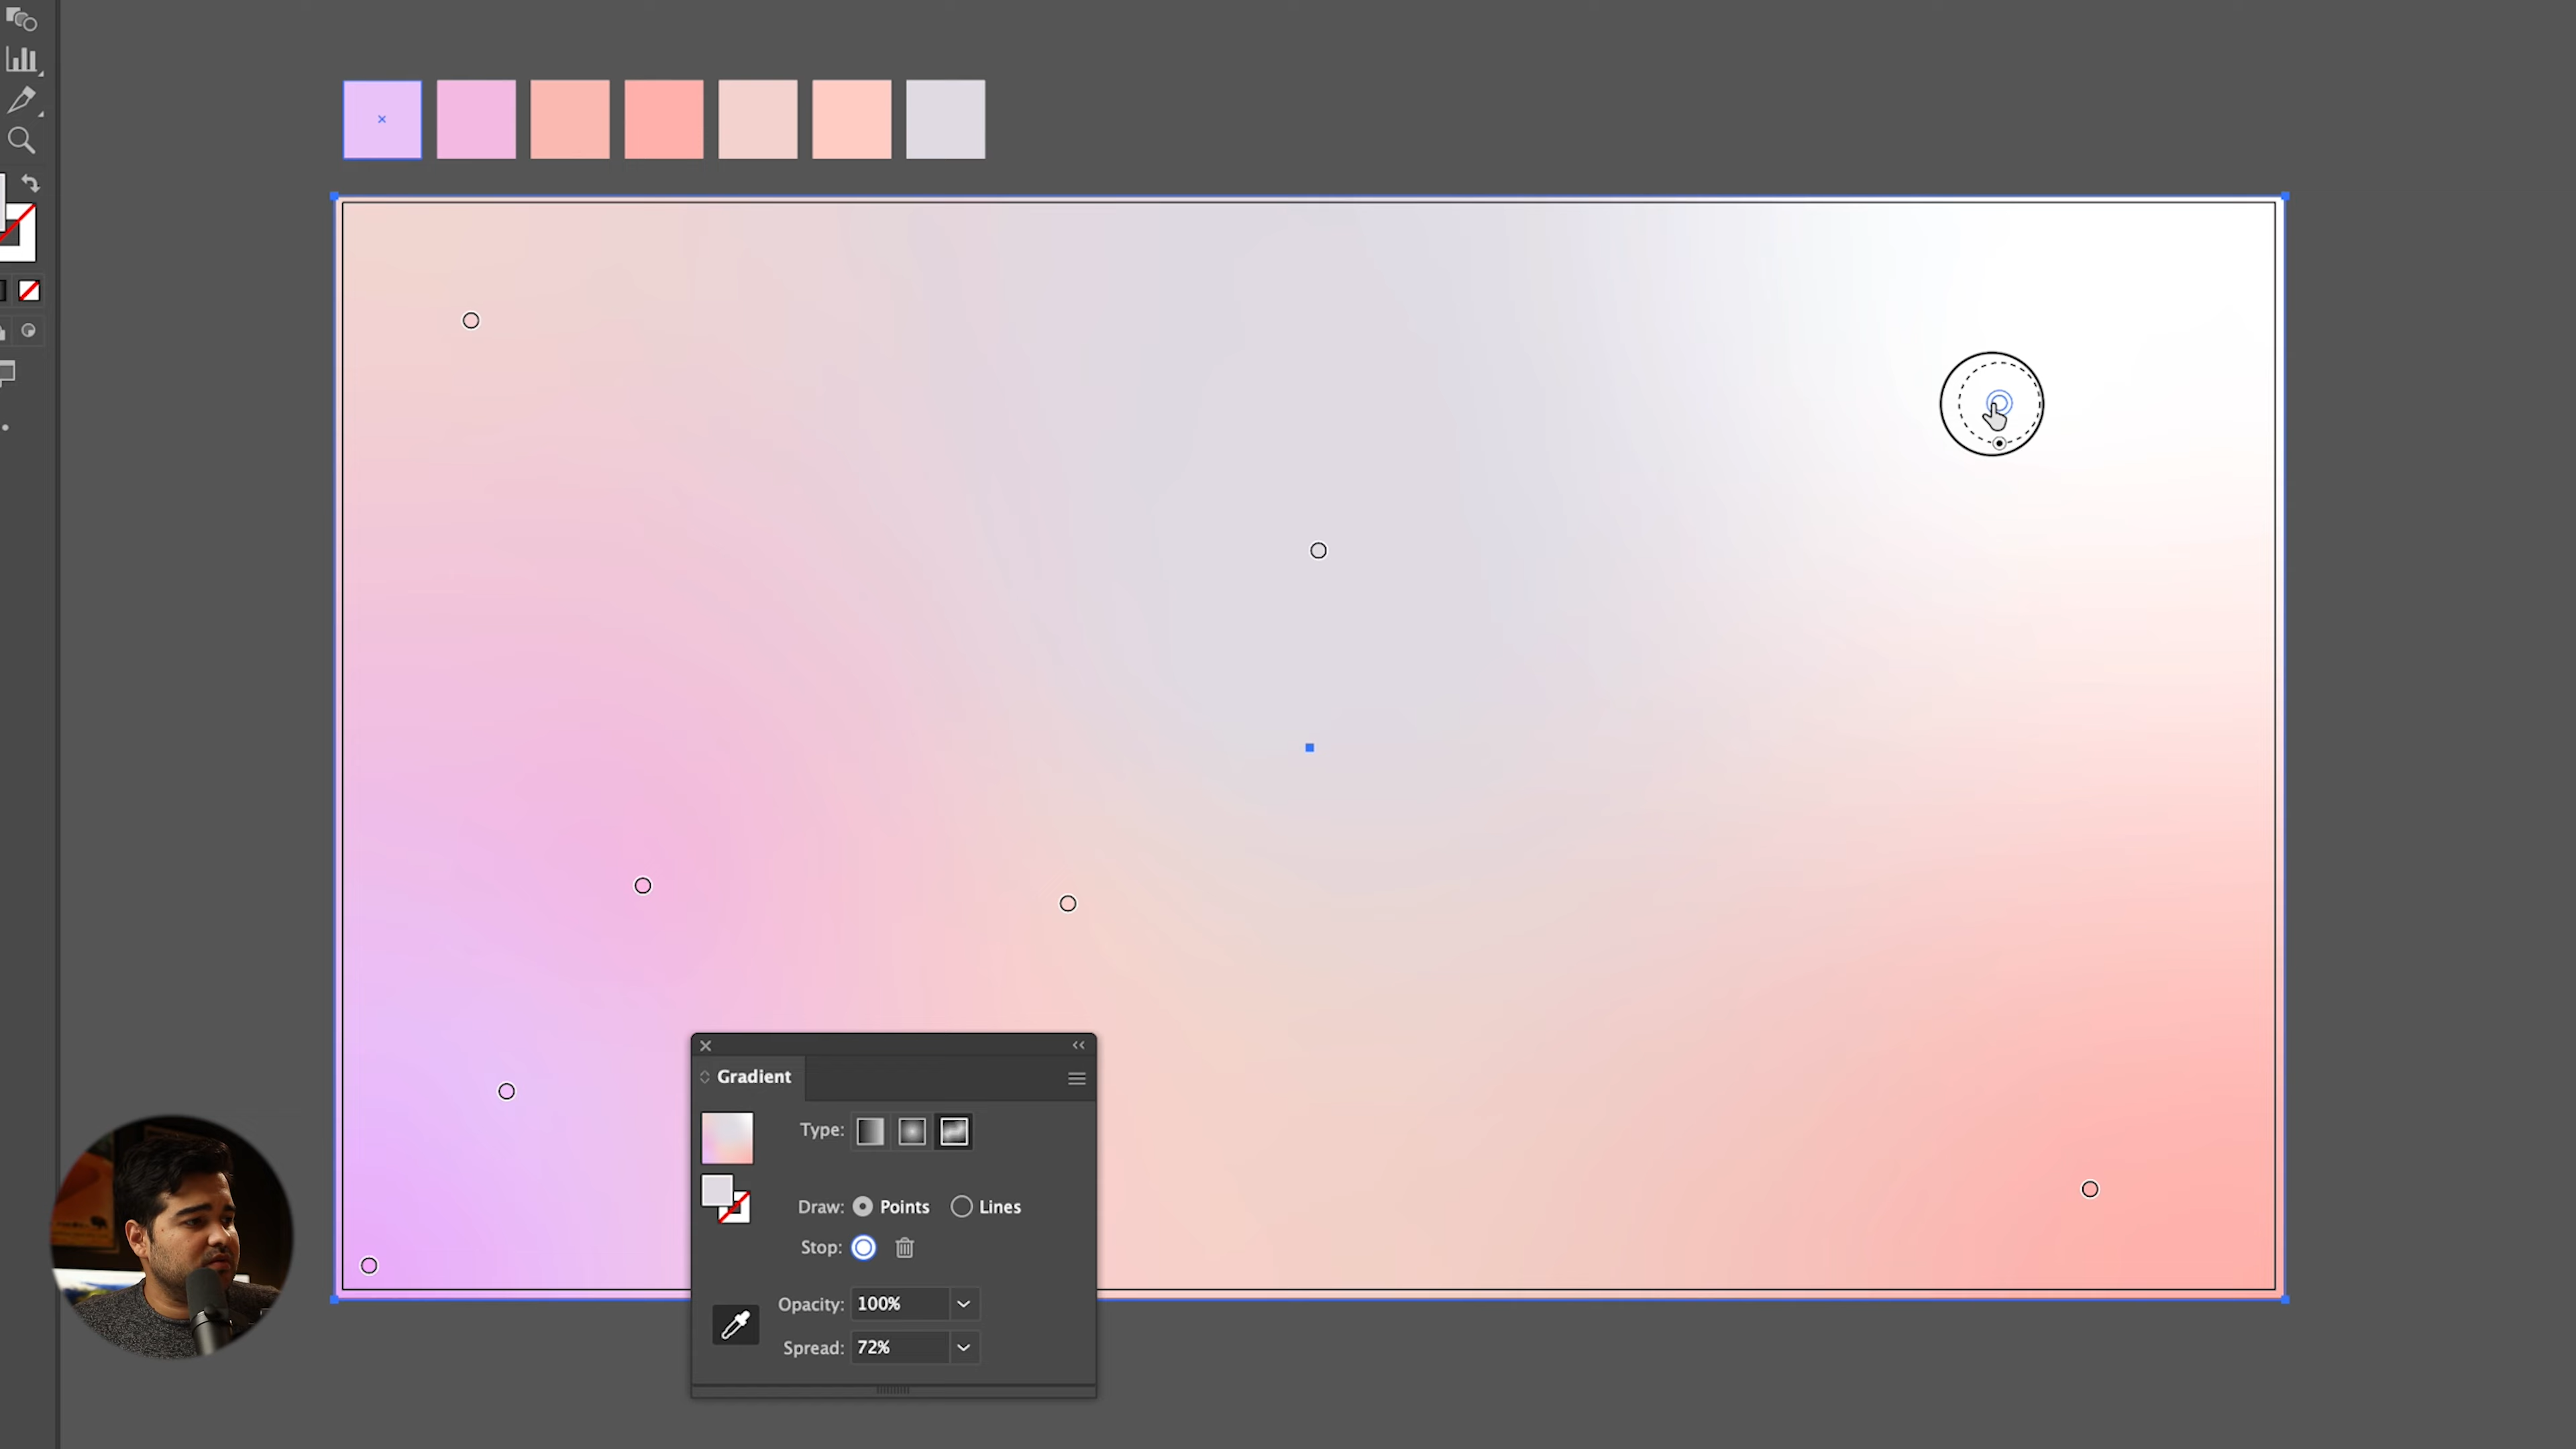 Gradient
Type:
Draw: Points Lines
Stop:
Opacity: 100%
Spread: 72%